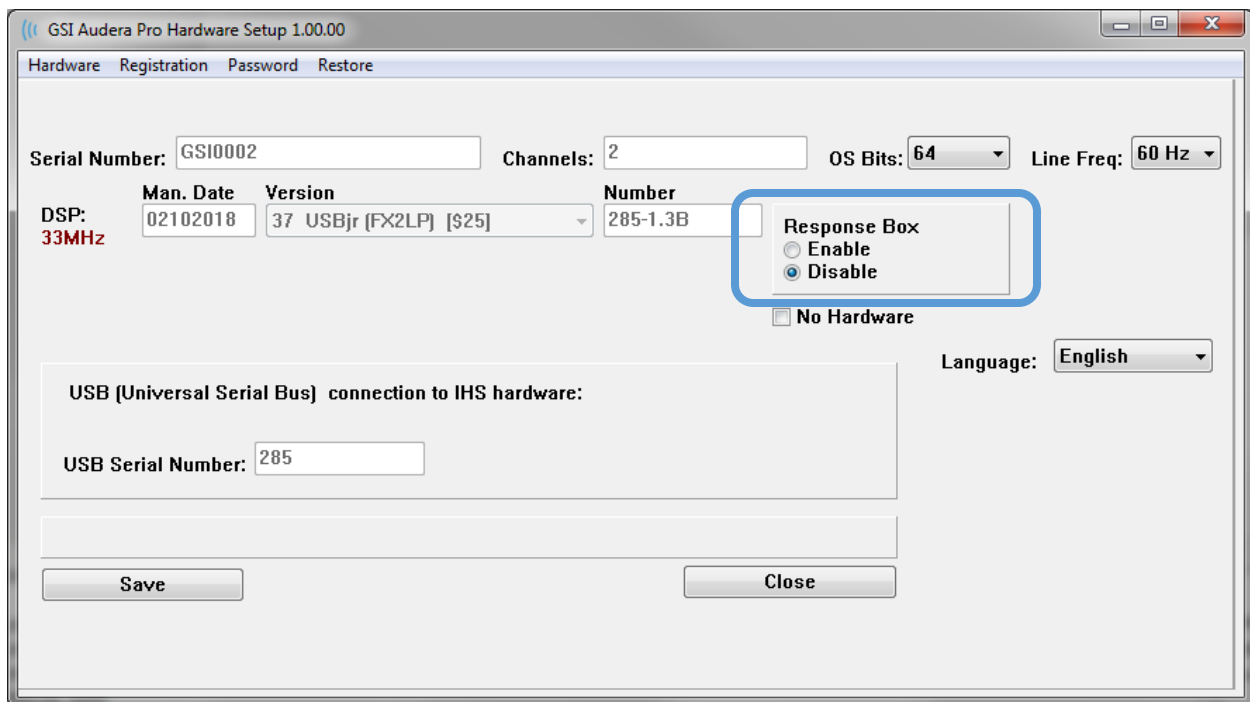 GSI Audera Pro Hardware Setup 1.00.00
Hardware Registration Password Restore
Serial Number: GSI0002 Channels: 2 OS Bits: 64 Line Freq: 60 Hz
Man. Date Version Number
DSP: 02102018 37 USBjr (FX2LP) [$25] 285-1.3B
33MHz
Response Box
Enable
Disable
No Hardware
Language: English
USB (Universal Serial Bus) connection to IHS hardware:
USB Serial Number: 285
Save Close